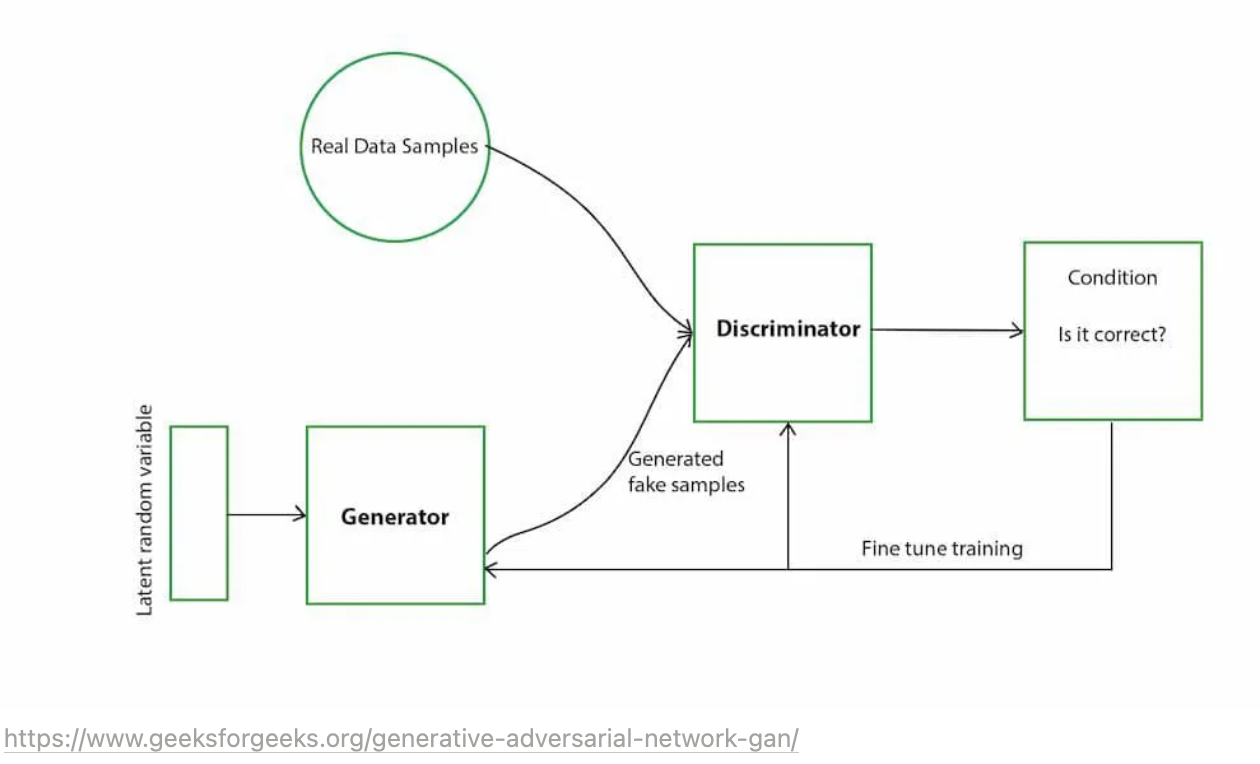 Real Data Samples
Discriminator
Condition
Is it correct?
Latent random variable
Generator
Generated
fake samples
Fine tune training
https://www.geeksforgeeks.org/generative-adversarial-network-gan/